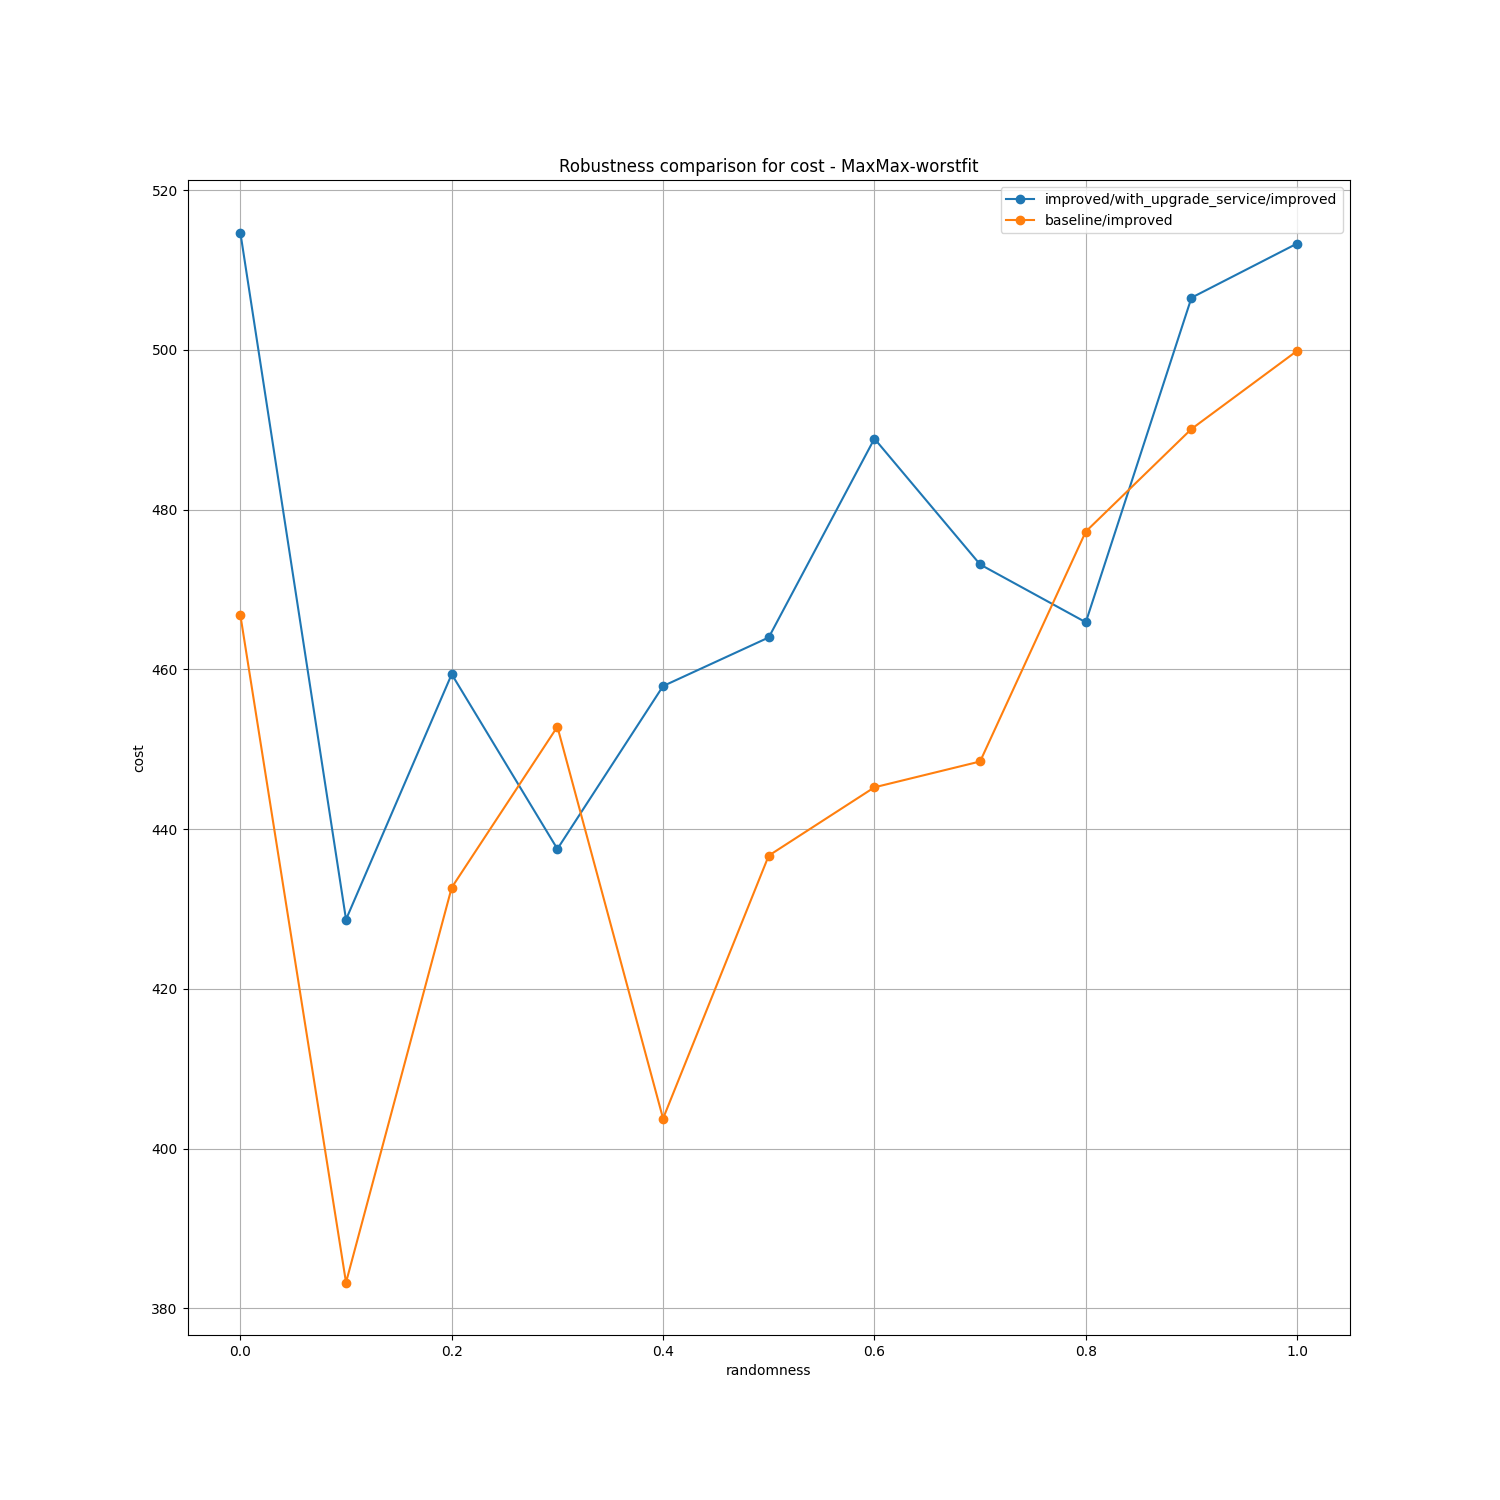 Robustness comparison for cost - MaxMax-worstfit
improved/with_upgrade_service/improved
baseline/improved
520
500
480
460
440
420
400
380
cost
0.0 0.2 0.4 0.6 0.8 1.0
randomness